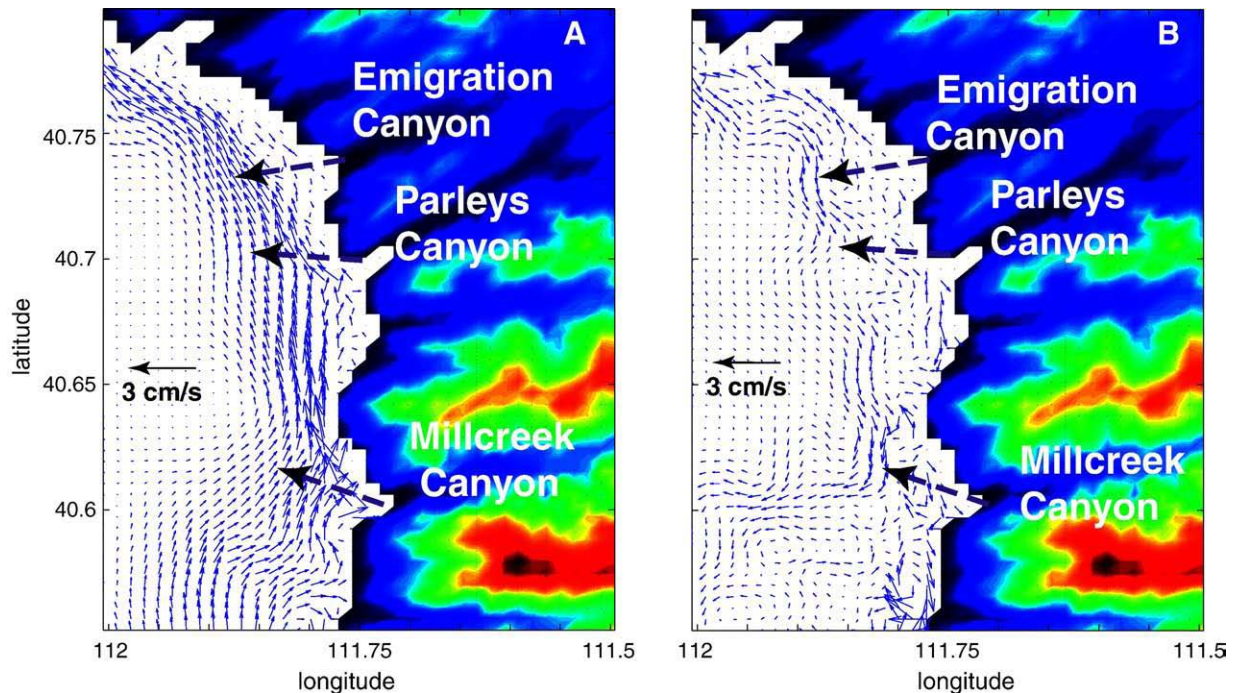 A
Emigration
Canyon
Parleys
Canyon
Millcreek
Canyon
3 cm/s
40.75
40.7
40.65
40.6
latitude
112
111.75
111.5
longitude
B
Emigration
Canyon
Parleys
Canyon
Millcreek
Canyon
3 cm/s
112
111.75
111.5
longitude